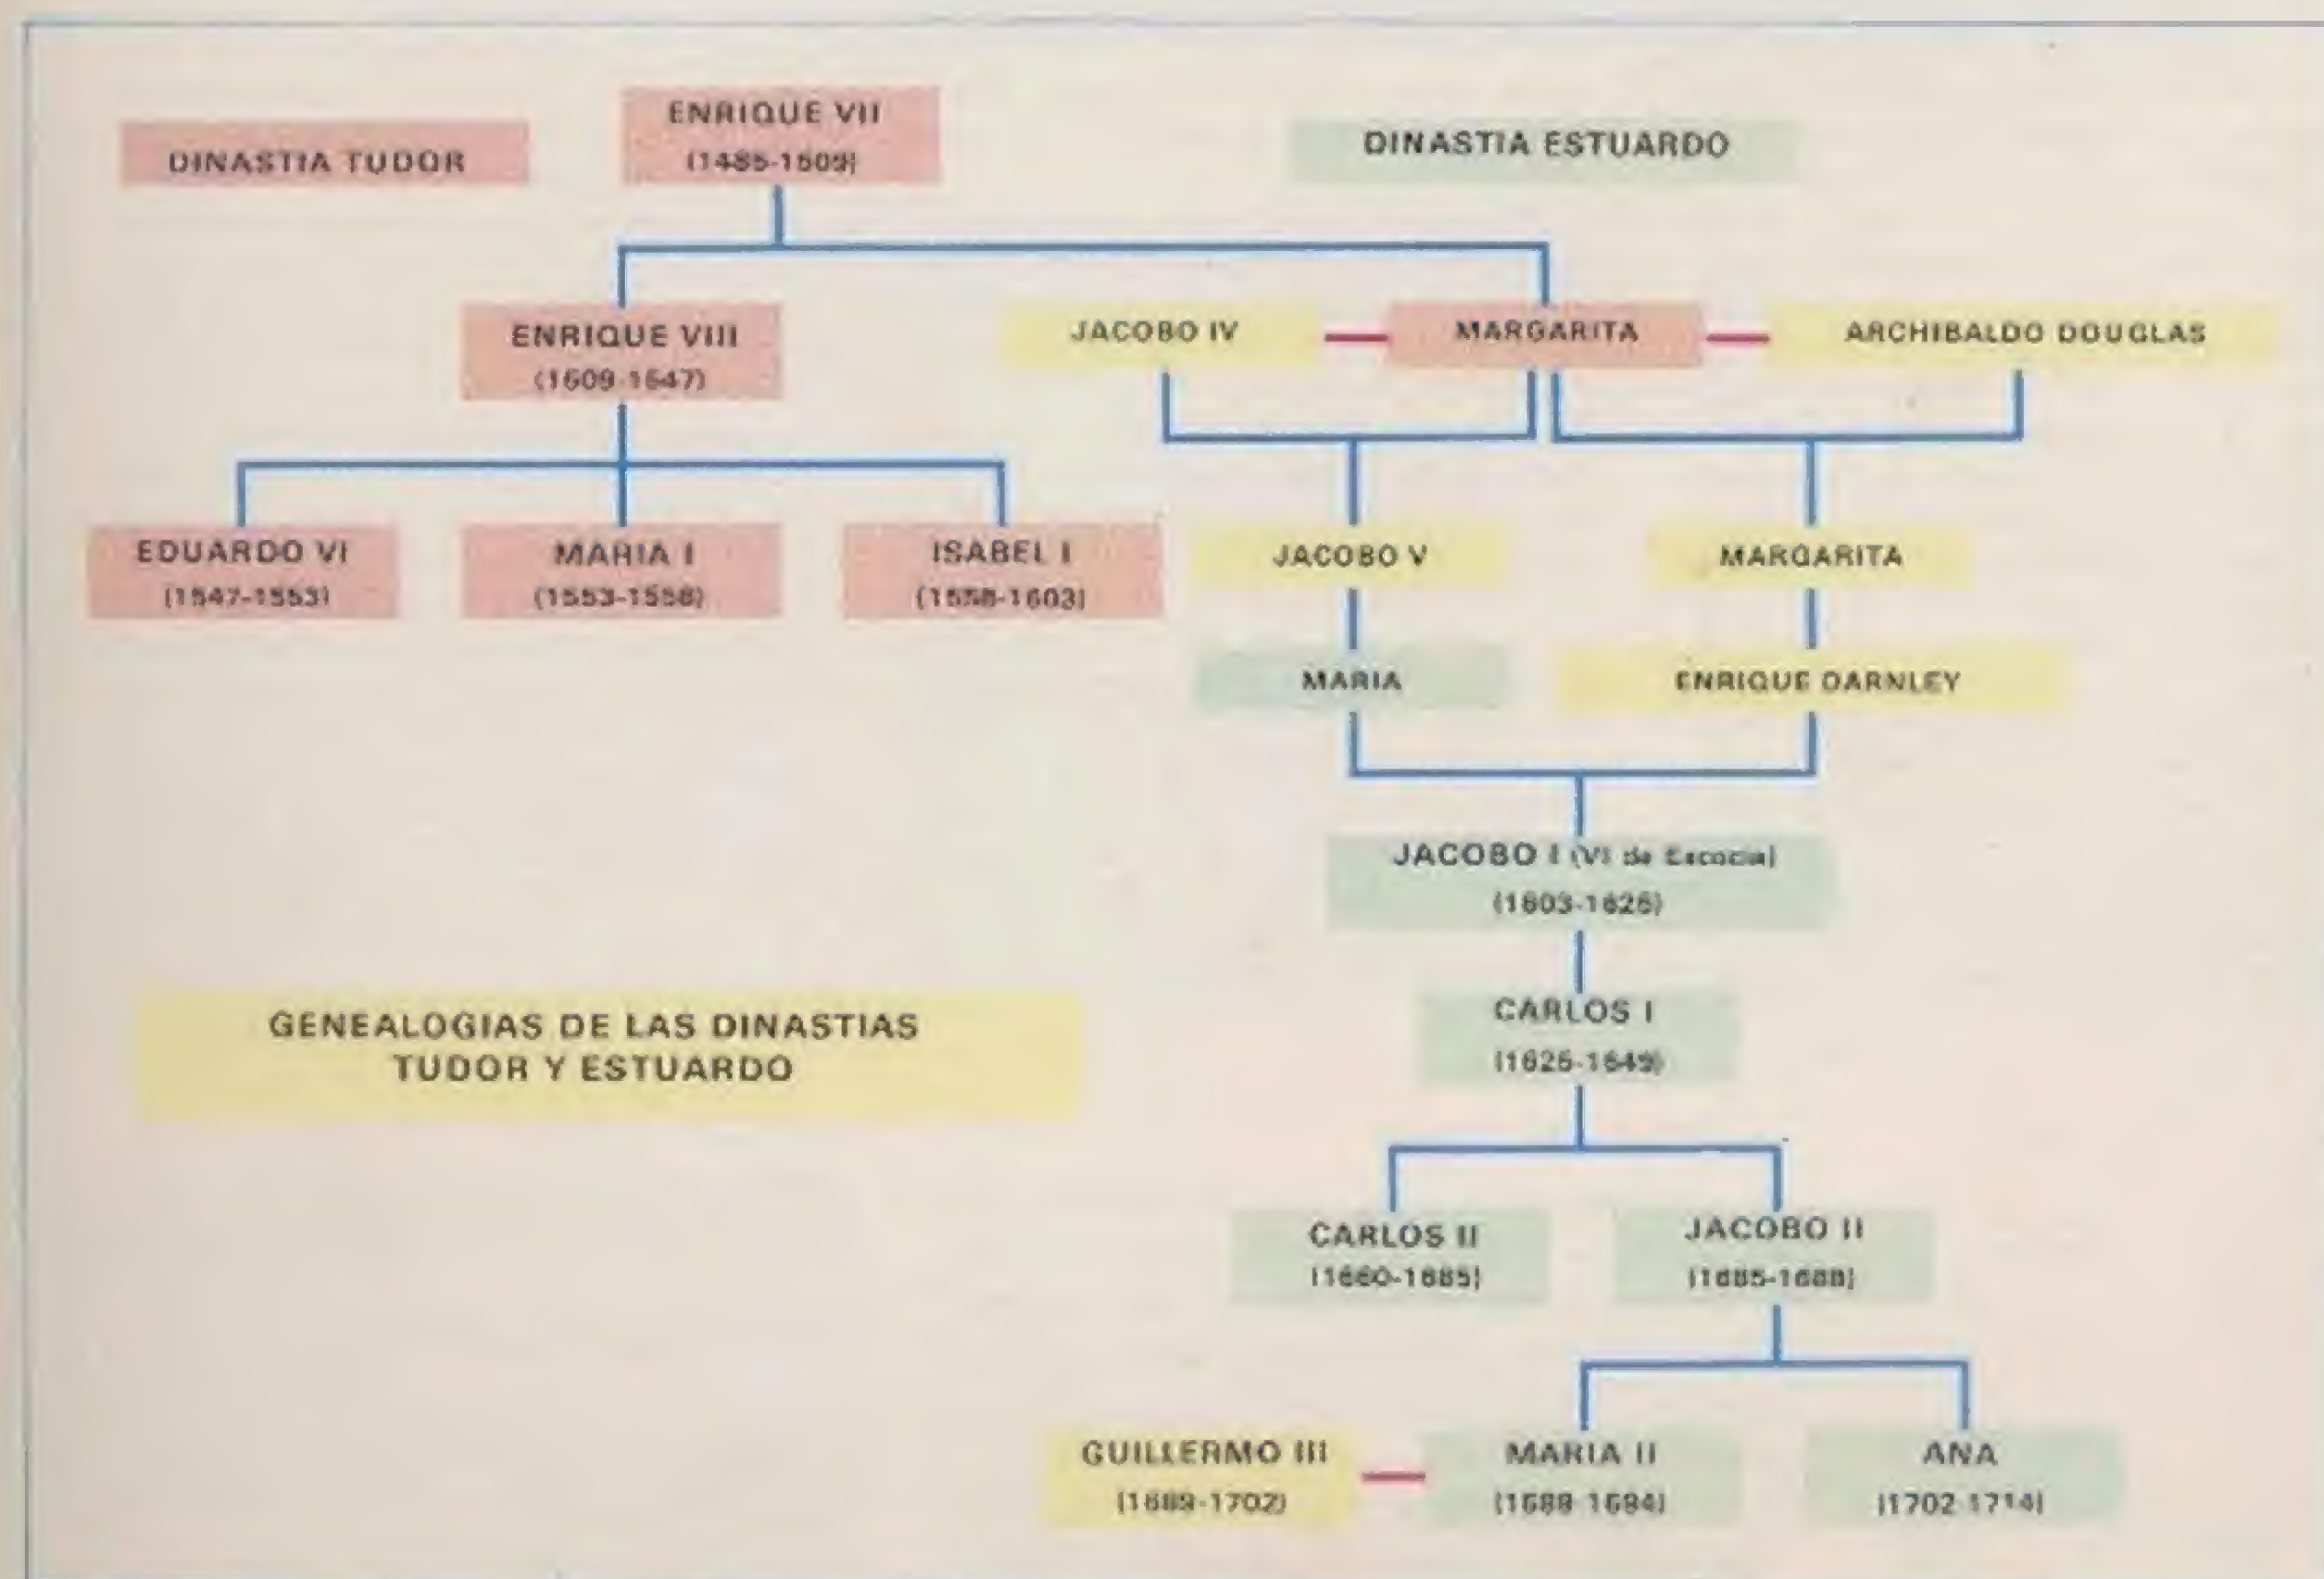 DINASTIA TUDOR
ENRIQUE VII
(1485-1509)
DINASTIA ESTUARDO
ENRIQUE VIII
(1509-1547)
JACOBO IV
MARGARITA
ARCHIBALDO DOUGLAS
EDUARDO VI
(1547-1553)
MARIA I
(1553-1558)
ISABEL I
(1558-1603)
JACOBO V
MARGARITA
MARIA
ENRIQUE DARNLEY
JACOBO I (VI de Escocia)
(1603-1625)
GENEALOGIAS DE LAS DINASTIAS
TUDOR Y ESTUARDO
CARLOS I
(1625-1649)
CARLOS II
(1660-1685)
JACOBO II
(1685-1688)
GUILLERMO III
(1689-1702)
MARIA II
(1689-1694)
ANA
(1702-1714)